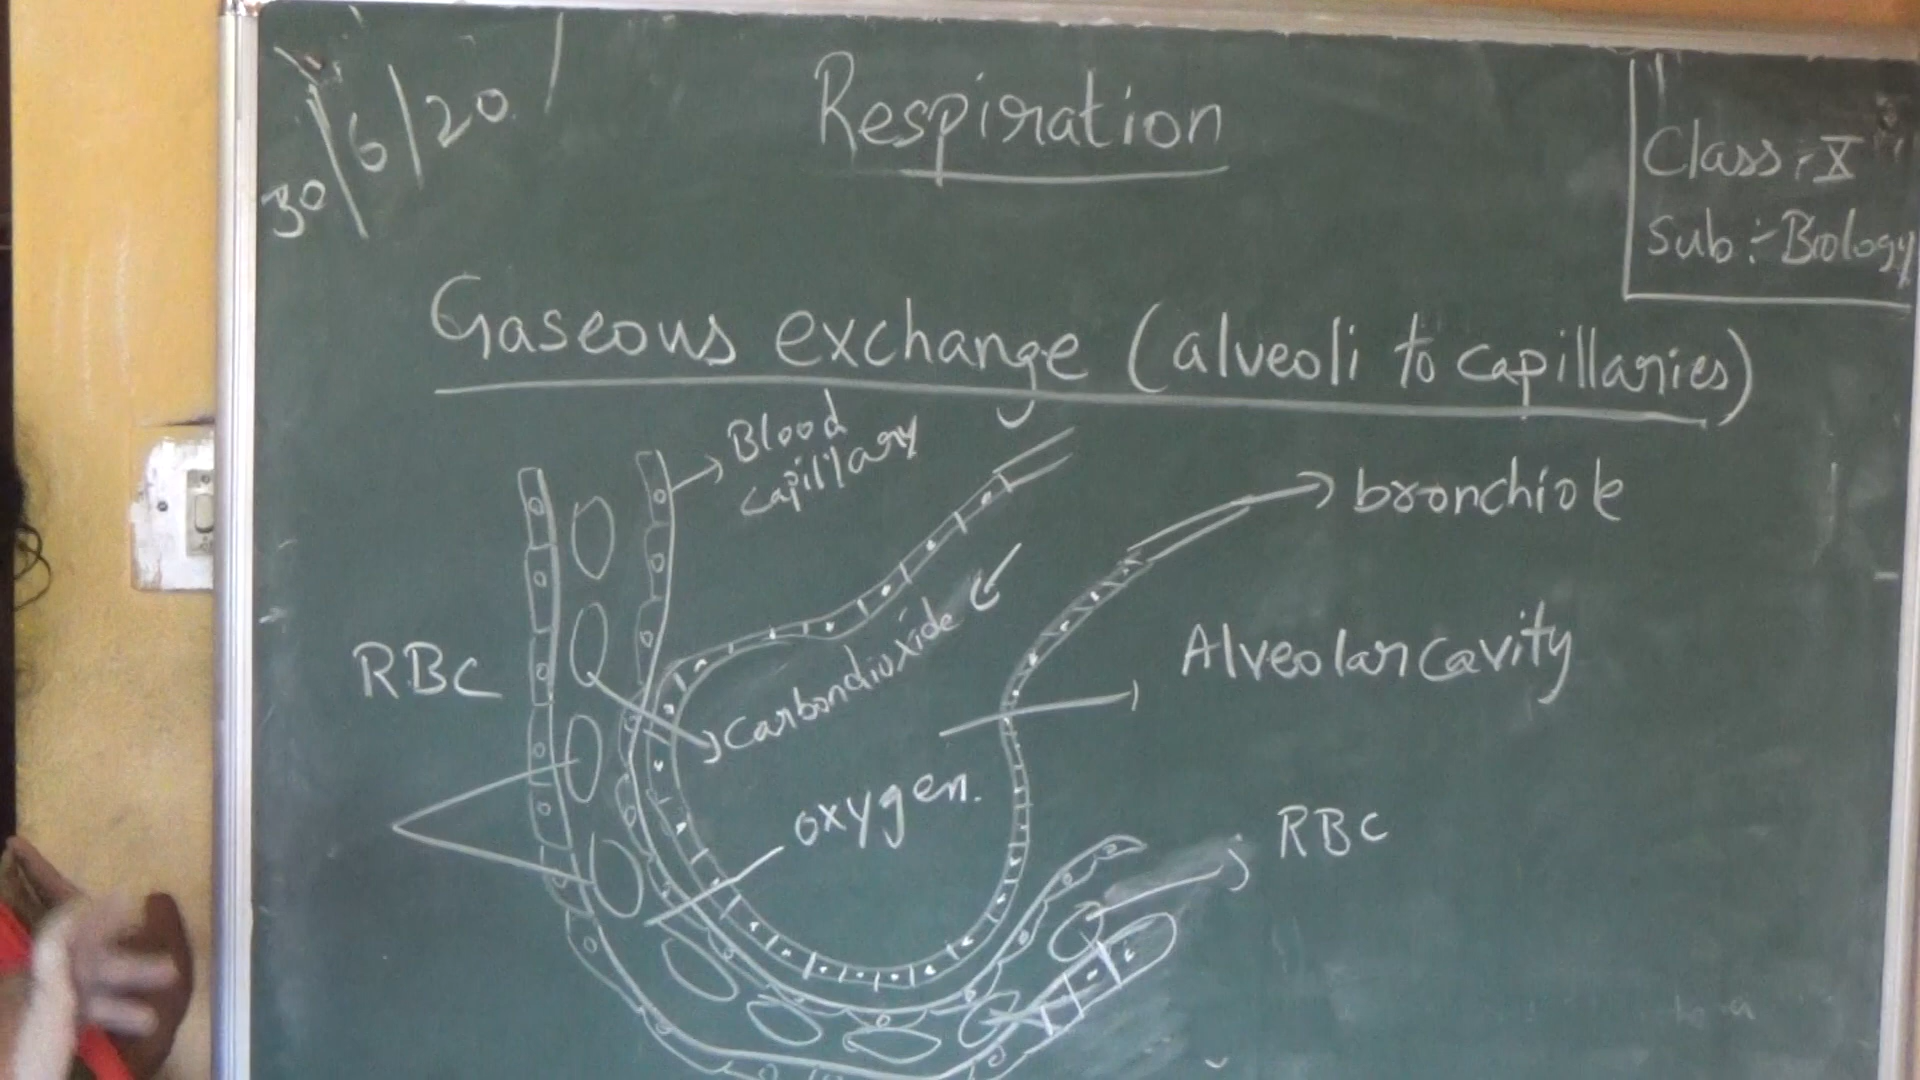 30/6/20
Respiration
Class :- X
Sub :- Biology
Gaseous exchange (alveoli to capillaries)
Blood
capillary
bronchiole
RBC
carbondioxide
Alveolar cavity
oxygen.
RBC